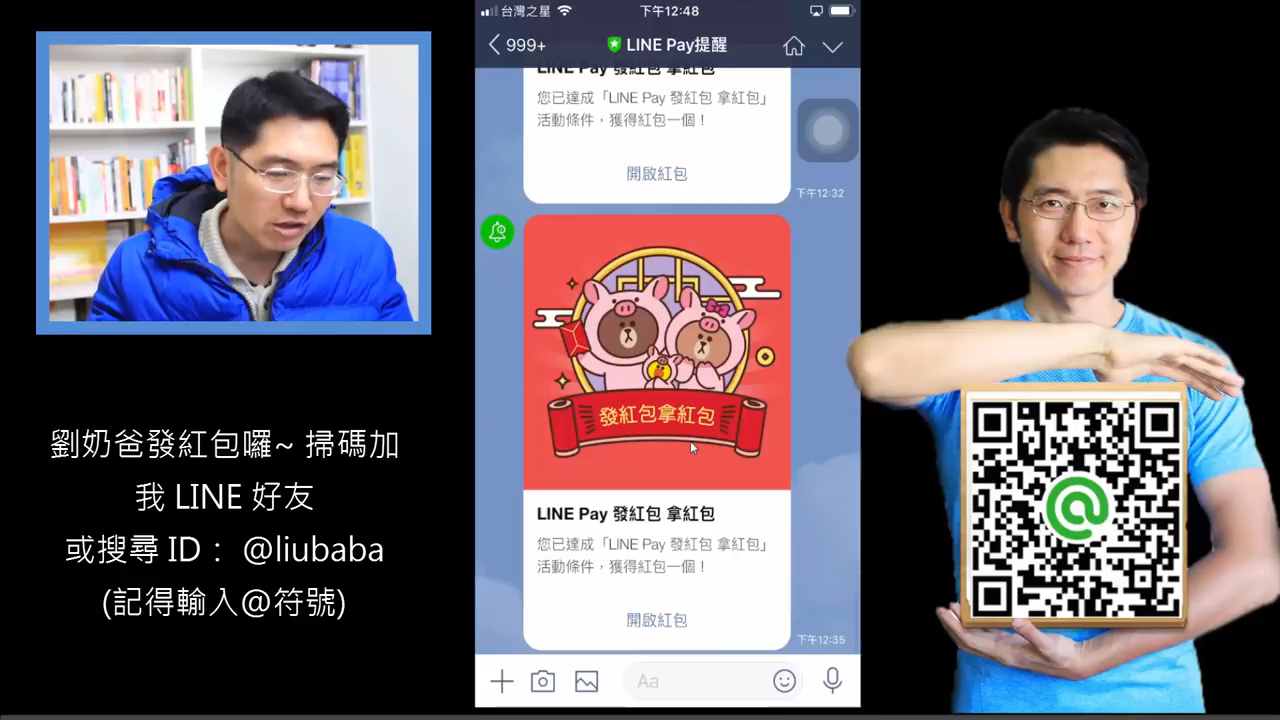 台灣之星
下午12:48
999+
LINE Pay提醒
LINE Pay 發紅包 拿紅包
您已達成「LINE Pay 發紅包 拿紅包」
活動條件，獲得紅包一個！
開啟紅包
下午12:32
發紅包拿紅包
LINE Pay 發紅包 拿紅包
您已達成「LINE Pay 發紅包 拿紅包」
活動條件，獲得紅包一個！
開啟紅包
下午12:35
Aa
劉奶爸發紅包囉~ 掃碼加
我 LINE 好友
或搜尋 ID： @liubaba
(記得輸入@符號)
@